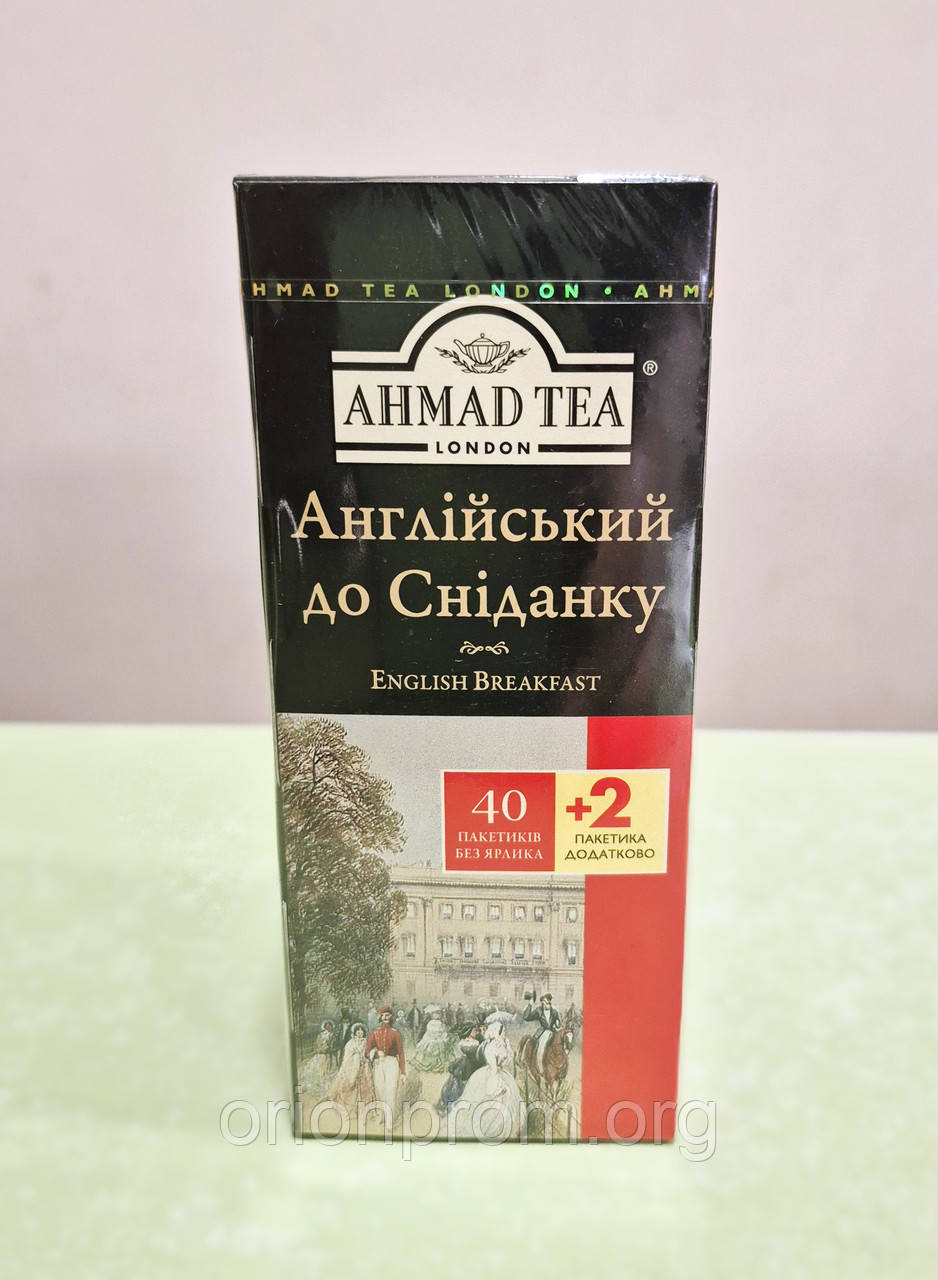 HMAD TEA LONDON • AHMA
AHMAD TEA ®
LONDON
Англійський
до Сніданку
ENGLISH BREAKFAST
40
ПАКЕТИКІВ
БЕЗ ЯРЛИКА
+2
ПАКЕТИКА
ДОДАТКОВО
orionprom.org